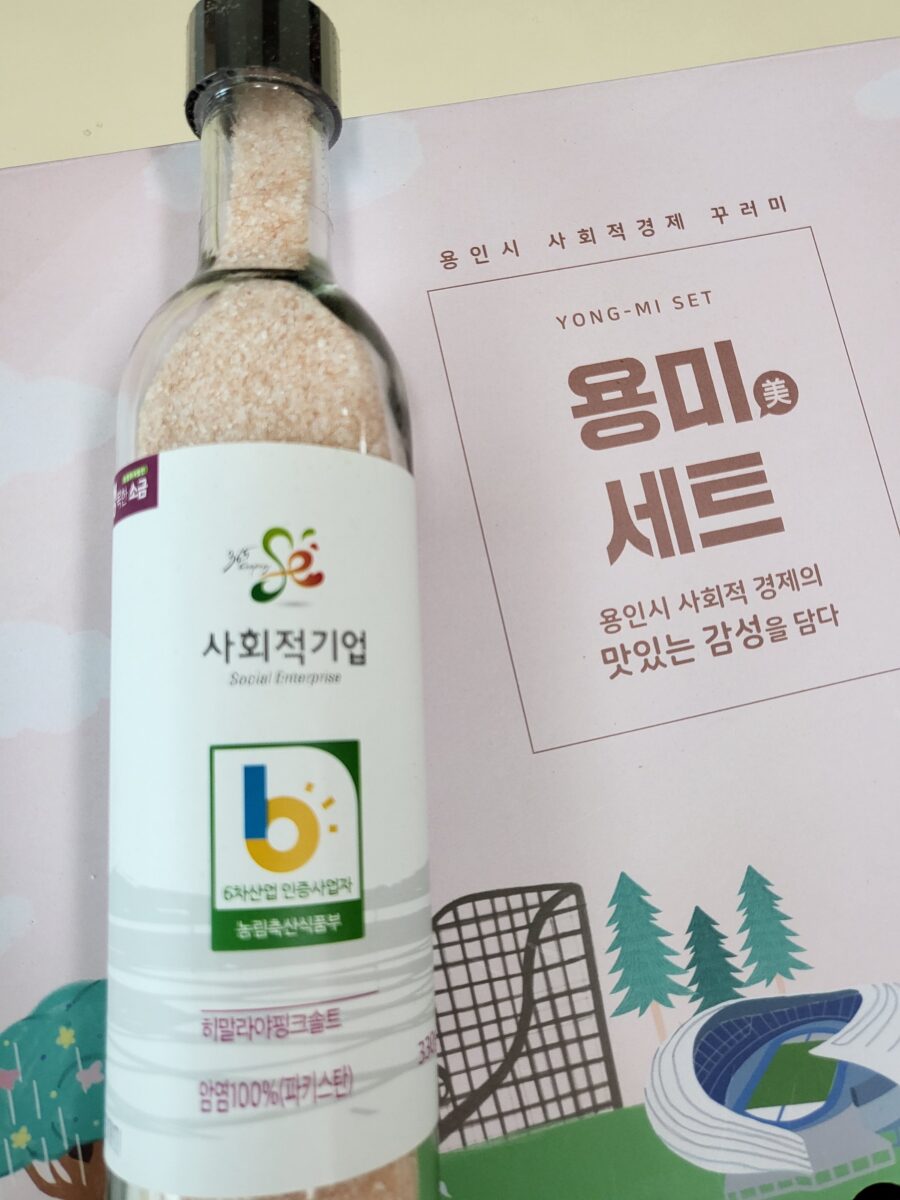 용인시 사회적경제 꾸러미
YONG-MI SET
용미 美
세트
용인시 사회적 경제의
맛있는 감성을 담다
소금
365
Se
사회적기업
Social Enterprise
6차산업 인증사업자
농림축산식품부
히말라야핑크솔트
330
암염100%(파키스탄)